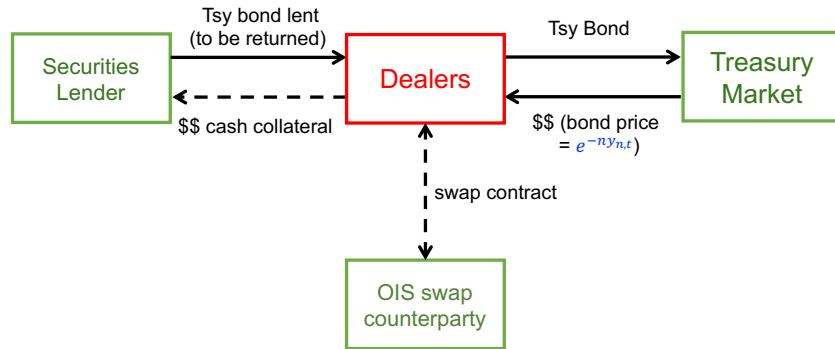 Tsy bond lent
(to be returned)
Securities
Lender
$$ cash collateral
Dealers
Tsy Bond
$$ (bond price
= e^{-ny_{n,t}})
Treasury
Market
swap contract
OIS swap
counterparty